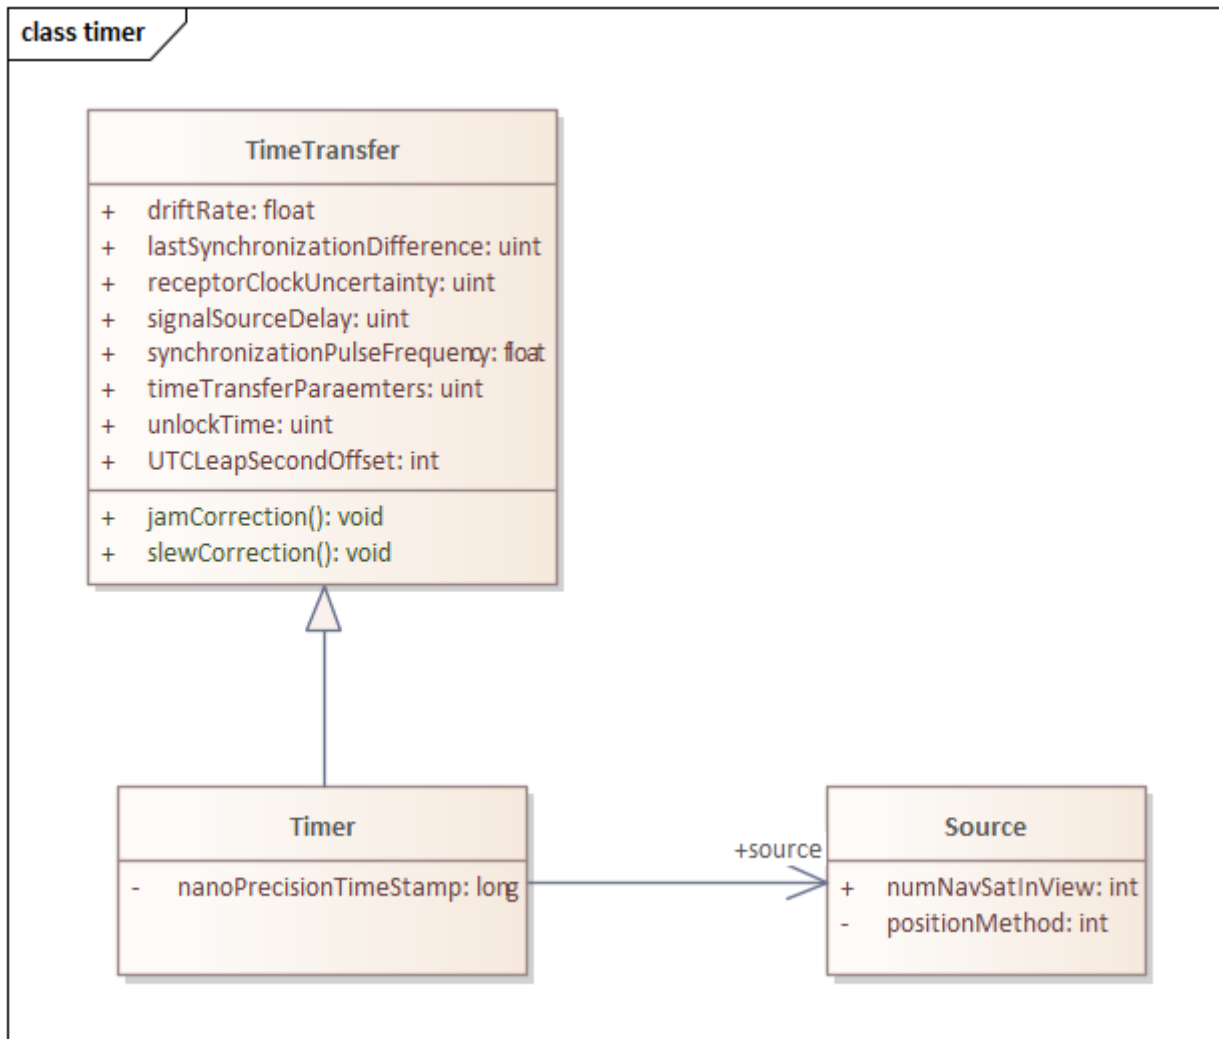 class timer
TimeTransfer
+ driftRate: float
+ lastSynchronizationDifference: uint
+ receptorClockUncertainty: uint
+ signalSourceDelay: uint
+ synchronizationPulseFrequency: float
+ timeTransferParaemters: uint
+ unlockTime: uint
+ UTCLeapSecondOffset: int
+ jamCorrection(): void
+ slewCorrection(): void
Timer
- nanoPrecisionTimeStamp: long
+source
Source
+ numNavSatInView: int
- positionMethod: int